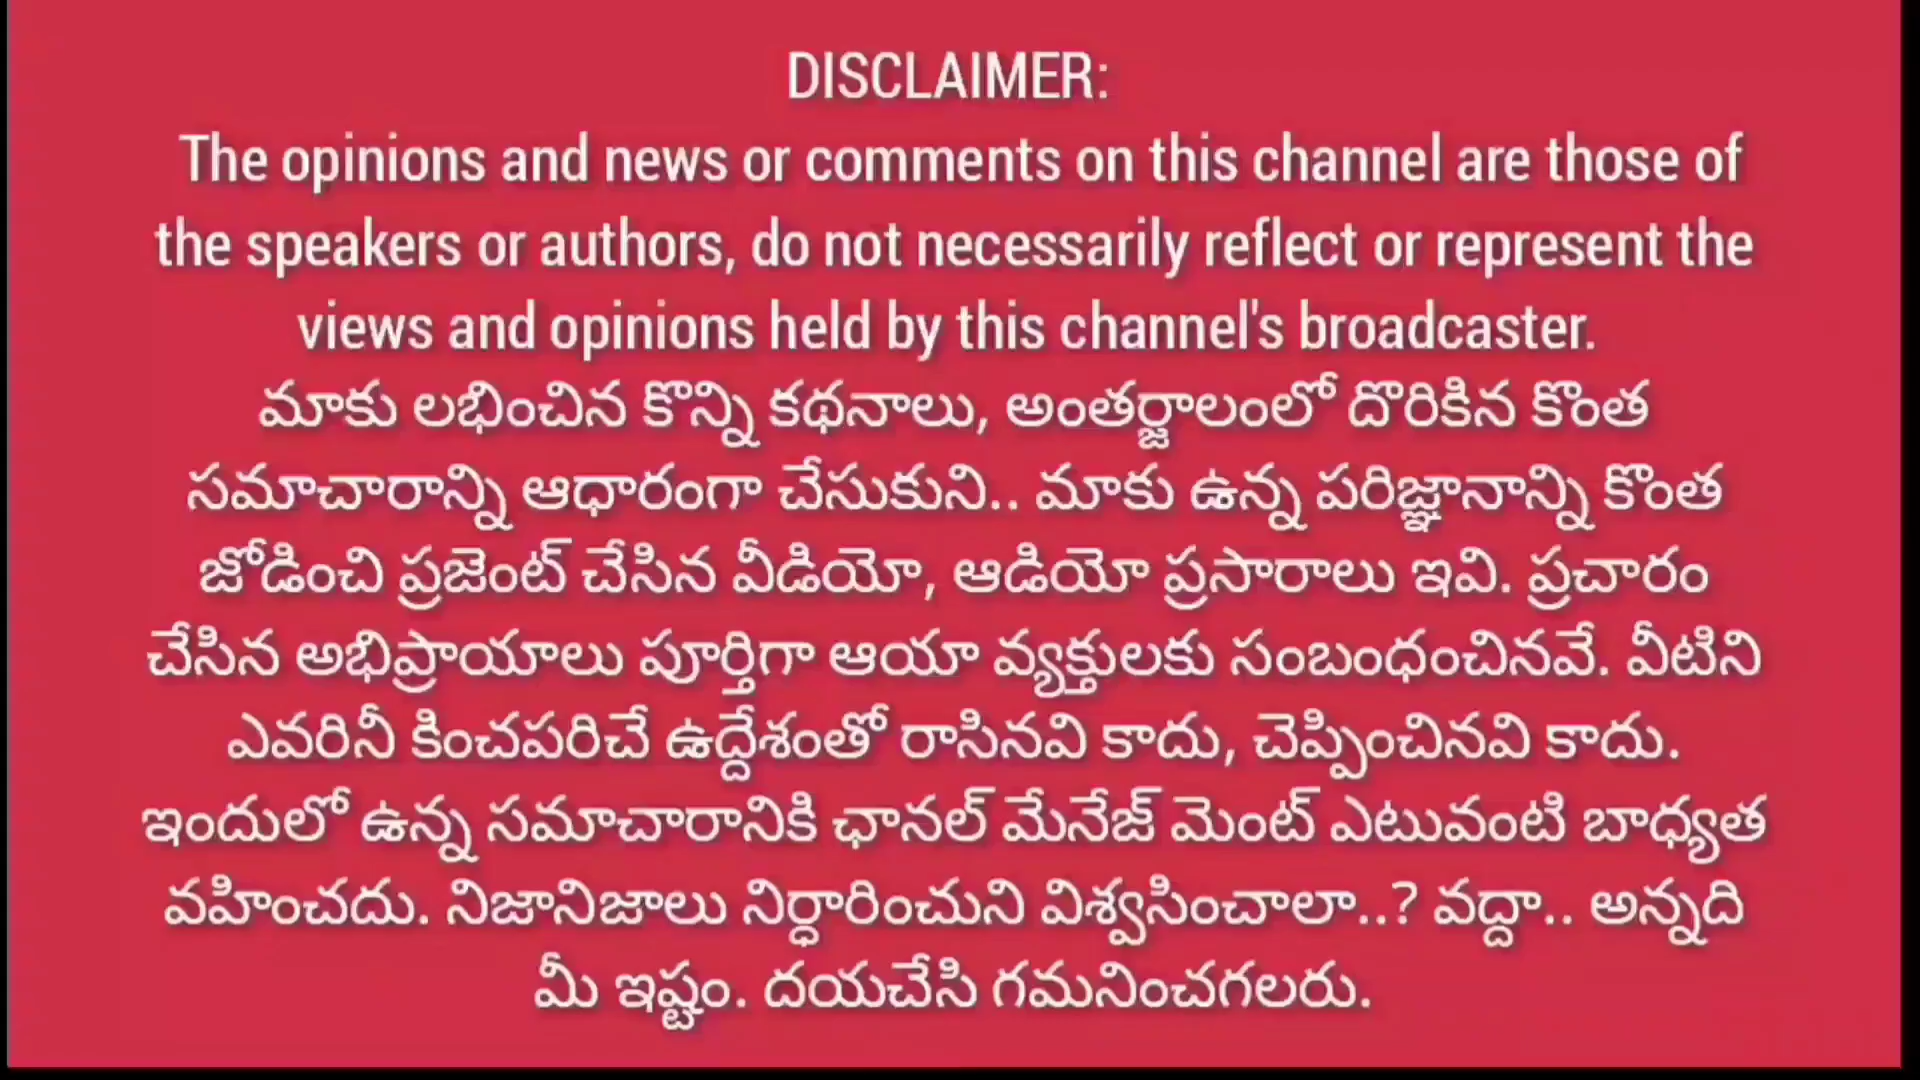 DISCLAIMER:
The opinions and news or comments on this channel are those of
the speakers or authors, do not necessarily reflect or represent the
views and opinions held by this channel's broadcaster.
మాకు లభించిన కొన్ని కథనాలు, అంతర్జాలంలో దొరికిన కొంత
సమాచారాన్ని ఆధారంగా చేసుకుని.. మాకు ఉన్న పరిజ్ఞానాన్ని కొంత
జోడించి ప్రజెంట్ చేసిన వీడియో, ఆడియో ప్రసారాలు ఇవి. ప్రచారం
చేసిన అభిప్రాయాలు పూర్తిగా ఆయా వ్యక్తులకు సంబంధంచినవే. వీటిని
ఎవరినీ కించపరిచే ఉద్దేశంతో రాసినవి కాదు, చెప్పించినవి కాదు.
ఇందులో ఉన్న సమాచారానికి ఛానల్ మేనేజ్ మెంట్ ఎటువంటి బాధ్యత
వహించదు. నిజానిజాలు నిర్ధారించుని విశ్వసించాలా..? వద్దా.. అన్నది
మీ ఇష్టం. దయచేసి గమనించగలరు.